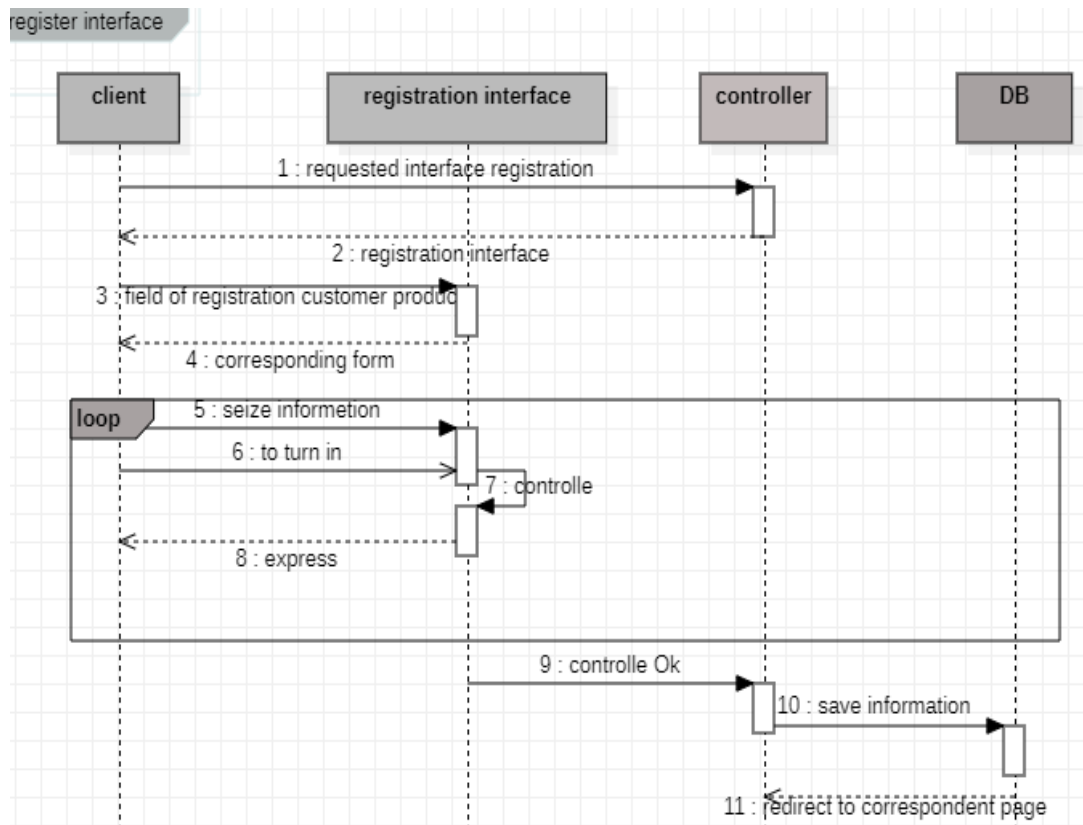 register interface
client
registration interface
controller
DB
1 : requested interface registration
2 : registration interface
3 : field of registration customer produc
4 : corresponding form
loop
5 : seize informetion
6 : to turn in
7 : controlle
8 : express
9 : controlle Ok
10 : save information
11 : redirect to correspondent page